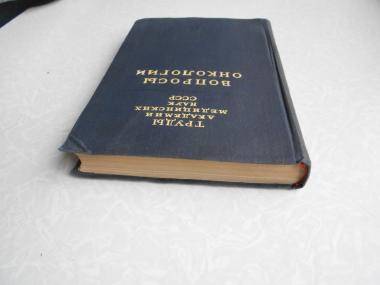 ТРУДЫ
АКАДЕМИИ
МЕДИЦИНСКИХ
НАУК
СССР
ВОПРОСЫ
ОНКОЛОГИИ